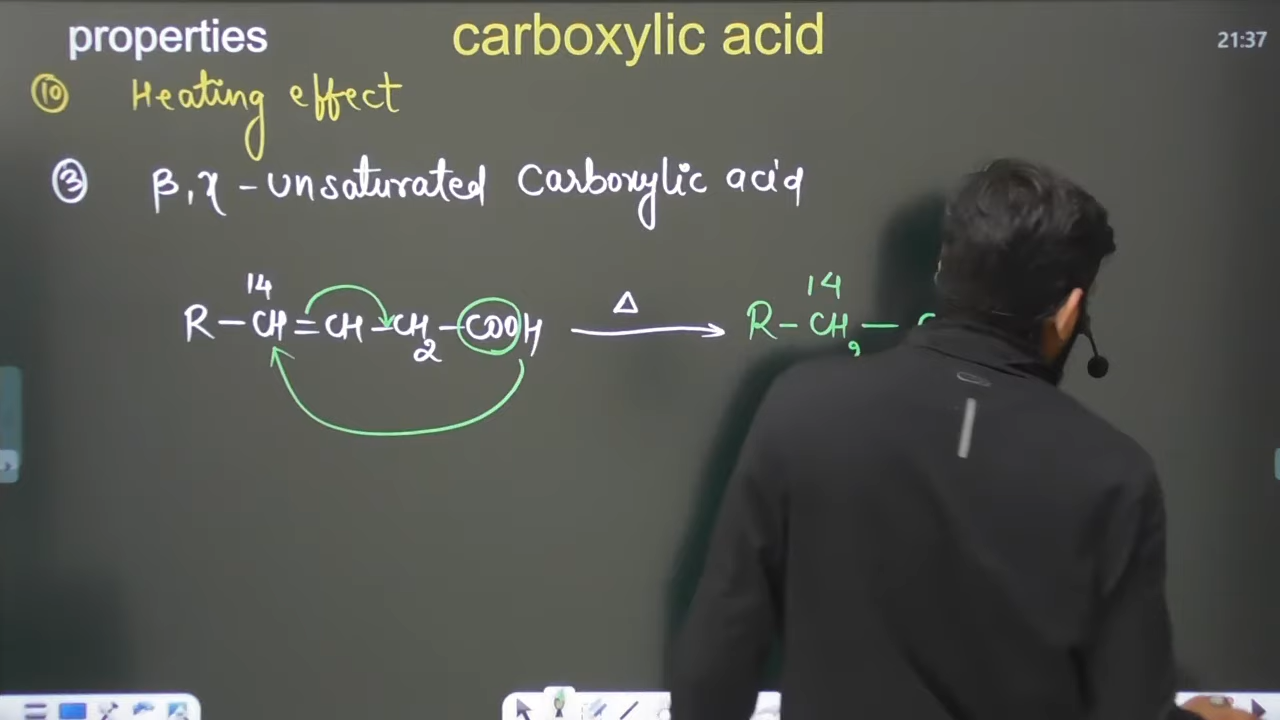 properties carboxylic acid 21:37
⑩ Heating effect
③ β,γ - unsaturated Carboxylic acid
14 14
R - CH = CH - CH2 - COOH Δ → R - CH2 -